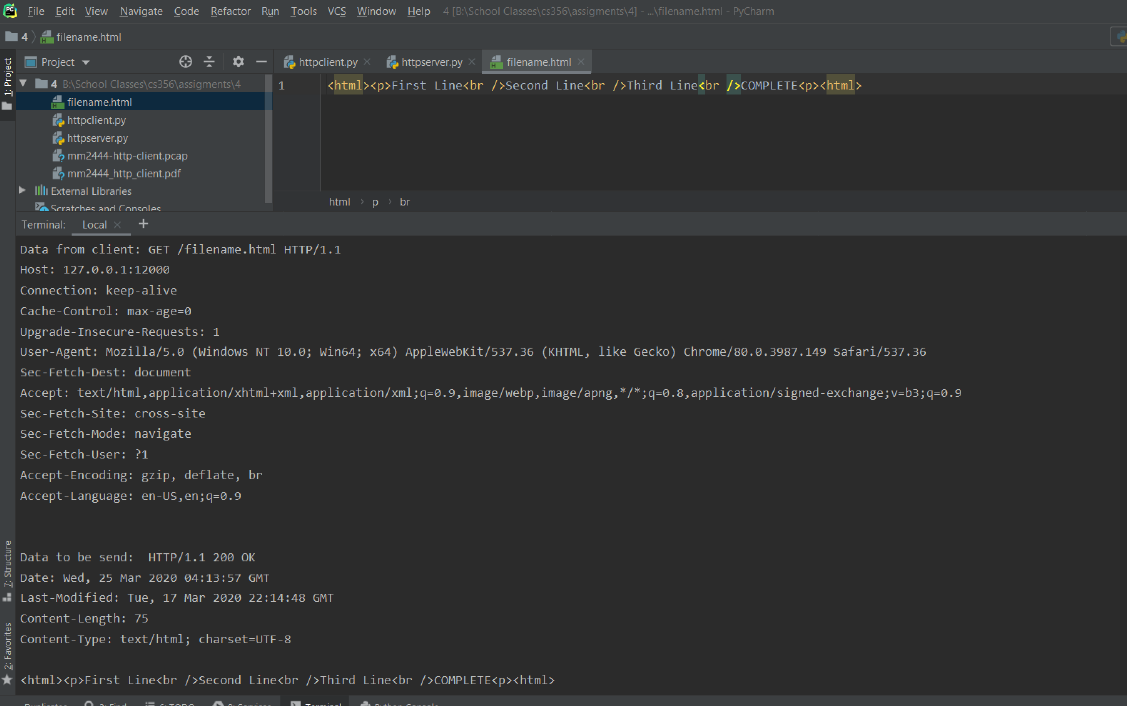 File Edit View Navigate Code Refactor Run Tools VCS Window Help 4 [B:\School Classes\cs356\assigments\4] - ...\filename.html - PyCharm
4 filename.html
Project httpclient.py httpserver.py filename.html
1: Project
4 B:\School Classes\cs356\assigments\4
filename.html
httpclient.py
httpserver.py
mm2444-http-client.pcap
mm2444_http_client.pdf
External Libraries
Scratches and Consoles
1 <html><p>First Line<br />Second Line<br />Third Line<br />COMPLETE<p><html>
html › p › br
Terminal: Local +
Data from client: GET /filename.html HTTP/1.1
Host: 127.0.0.1:12000
Connection: keep-alive
Cache-Control: max-age=0
Upgrade-Insecure-Requests: 1
User-Agent: Mozilla/5.0 (Windows NT 10.0; Win64; x64) AppleWebKit/537.36 (KHTML, like Gecko) Chrome/80.0.3987.149 Safari/537.36
Sec-Fetch-Dest: document
Accept: text/html,application/xhtml+xml,application/xml;q=0.9,image/webp,image/apng,*/*;q=0.8,application/signed-exchange;v=b3;q=0.9
Sec-Fetch-Site: cross-site
Sec-Fetch-Mode: navigate
Sec-Fetch-User: ?1
Accept-Encoding: gzip, deflate, br
Accept-Language: en-US,en;q=0.9
Data to be send:  HTTP/1.1 200 OK
Date: Wed, 25 Mar 2020 04:13:57 GMT
Last-Modified: Tue, 17 Mar 2020 22:14:48 GMT
Content-Length: 75
Content-Type: text/html; charset=UTF-8
<html><p>First Line<br />Second Line<br />Third Line<br />COMPLETE<p><html>
7: Structure
2: Favorites
Terminal Python Console